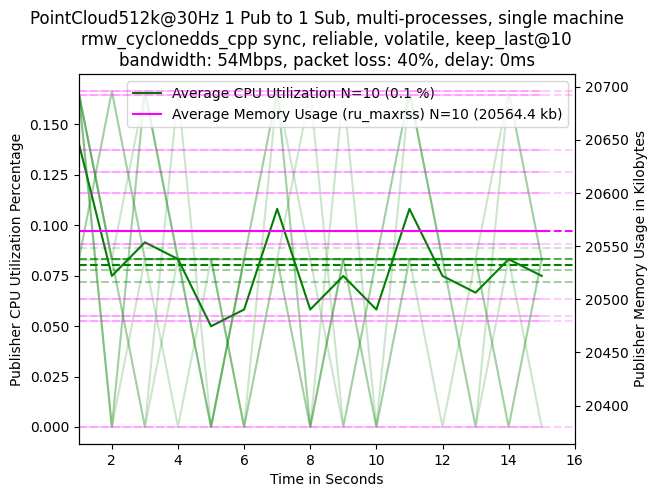 PointCloud512k@30Hz 1 Pub to 1 Sub, multi-processes, single machine
rmw_cyclonedds_cpp sync, reliable, volatile, keep_last@10
bandwidth: 54Mbps, packet loss: 40%, delay: 0ms
Average CPU Utilization N=10 (0.1 %)
Average Memory Usage (ru_maxrss) N=10 (20564.4 kb)
Publisher CPU Utilization Percentage
0.150
0.125
0.100
0.075
0.050
0.025
0.000
20700
20650
20600
20550
20500
20450
20400
Publisher Memory Usage in Kilobytes
2 4 6 8 10 12 14 16
Time in Seconds